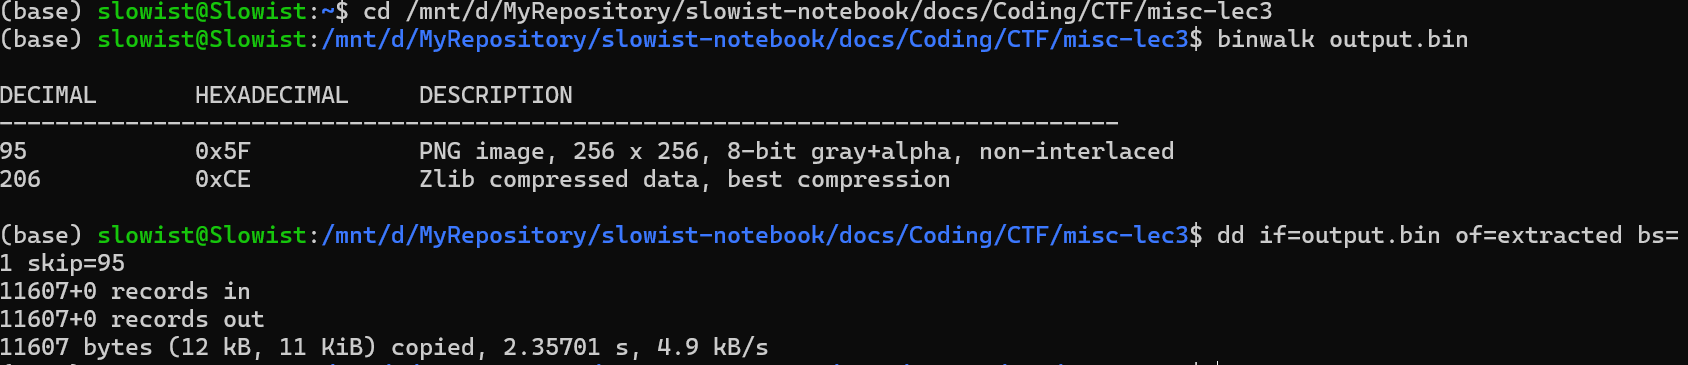 (base) slowist@Slowist:~$ cd /mnt/d/MyRepository/slowist-notebook/docs/Coding/CTF/misc-lec3
(base) slowist@Slowist:/mnt/d/MyRepository/slowist-notebook/docs/Coding/CTF/misc-lec3$ binwalk output.bin
DECIMAL       HEXADECIMAL     DESCRIPTION
--------------------------------------------------------------------------------
95            0x5F            PNG image, 256 x 256, 8-bit gray+alpha, non-interlaced
206           0xCE            Zlib compressed data, best compression
(base) slowist@Slowist:/mnt/d/MyRepository/slowist-notebook/docs/Coding/CTF/misc-lec3$ dd if=output.bin of=extracted bs=
1 skip=95
11607+0 records in
11607+0 records out
11607 bytes (12 kB, 11 KiB) copied, 2.35701 s, 4.9 kB/s